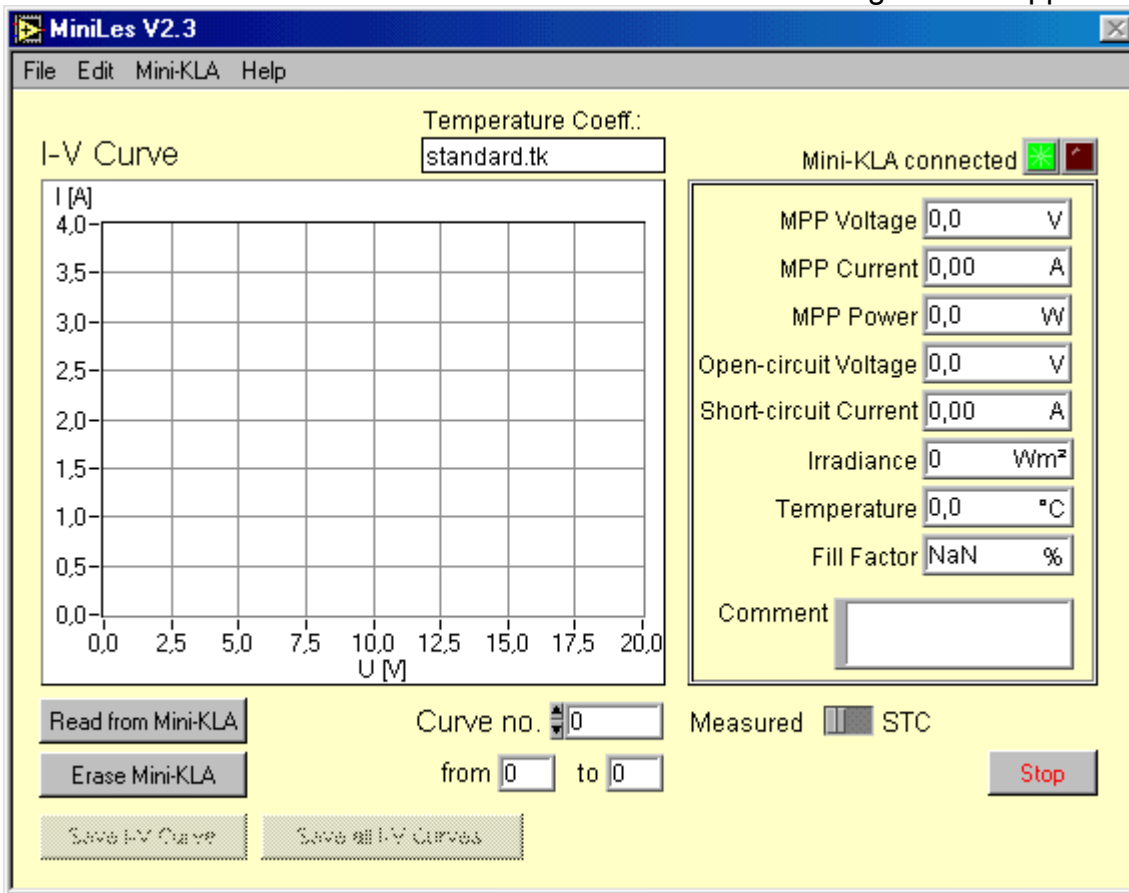 MiniLes V2.3
File Edit Mini-KLA Help
Temperature Coeff.:
I-V Curve
standard.tk
Mini-KLA connected
I [A]
4,0
3,5
3,0
2,5
2,0
1,5
1,0
0,5
0,0
0,0 2,5 5,0 7,5 10,0 12,5 15,0 17,5 20,0
U [V]
MPP Voltage 0,0 V
MPP Current 0,00 A
MPP Power 0,0 W
Open-circuit Voltage 0,0 V
Short-circuit Current 0,00 A
Irradiance 0 Wm²
Temperature 0,0 °C
Fill Factor NaN %
Comment
Read from Mini-KLA
Curve no. 0
Measured STC
Erase Mini-KLA
from 0 to 0
Stop
Save I-V Curve
Save all I-V Curves